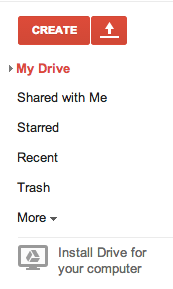 CREATE
My Drive
Shared with Me
Starred
Recent
Trash
More
Install Drive for
your computer